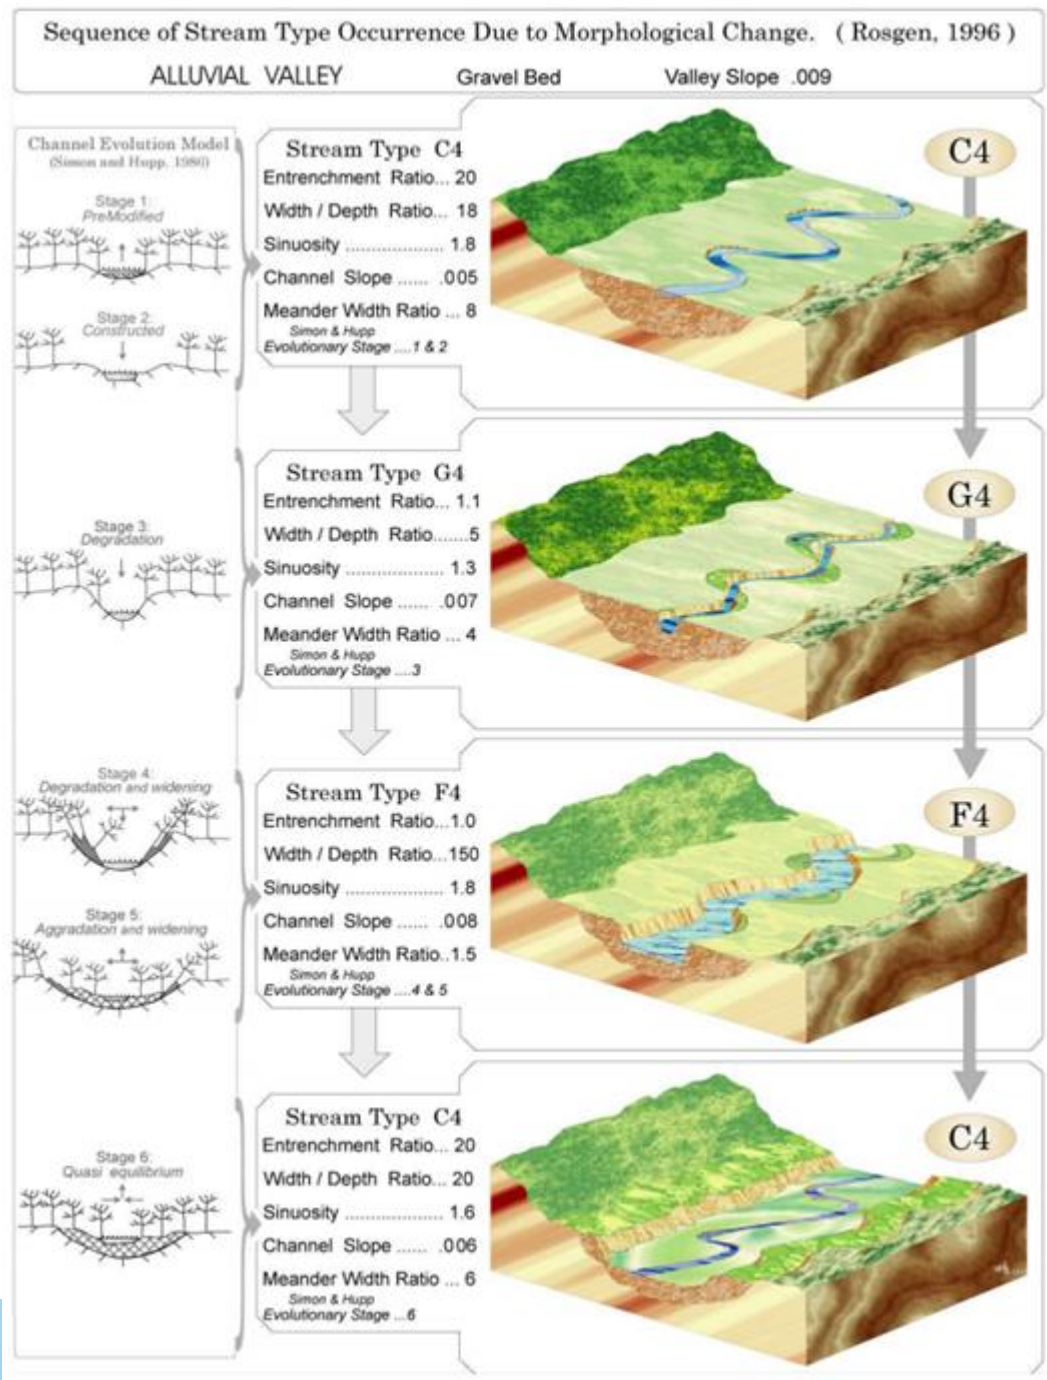 Sequence of Stream Type Occurrence Due to Morphological Change. ( Rosgen, 1996 )
ALLUVIAL VALLEY Gravel Bed Valley Slope .009
Channel Evolution Model
(Simon and Hupp, 1986)
Stage 1:
PreModified
Stage 2:
Constructed
Stream Type C4
Entrenchment Ratio... 20
Width / Depth Ratio... 18
Sinuosity .................... 1.8
Channel Slope ...... .005
Meander Width Ratio ... 8
Simon & Hupp
Evolutionary Stage ....1 & 2
C4
Stage 3:
Degradation
Stream Type G4
Entrenchment Ratio... 1.1
Width / Depth Ratio.......5
Sinuosity .................... 1.3
Channel Slope ...... .007
Meander Width Ratio ... 4
Simon & Hupp
Evolutionary Stage ....3
G4
Stage 4:
Degradation and widening
Stage 5:
Aggradation and widening
Stream Type F4
Entrenchment Ratio...1.0
Width / Depth Ratio...150
Sinuosity .................... 1.8
Channel Slope ...... .008
Meander Width Ratio..1.5
Simon & Hupp
Evolutionary Stage ....4 & 5
F4
Stage 6:
Quasi equilibrium
Stream Type C4
Entrenchment Ratio... 20
Width / Depth Ratio... 20
Sinuosity .................... 1.6
Channel Slope ...... .006
Meander Width Ratio ... 6
Simon & Hupp
Evolutionary Stage ...6
C4